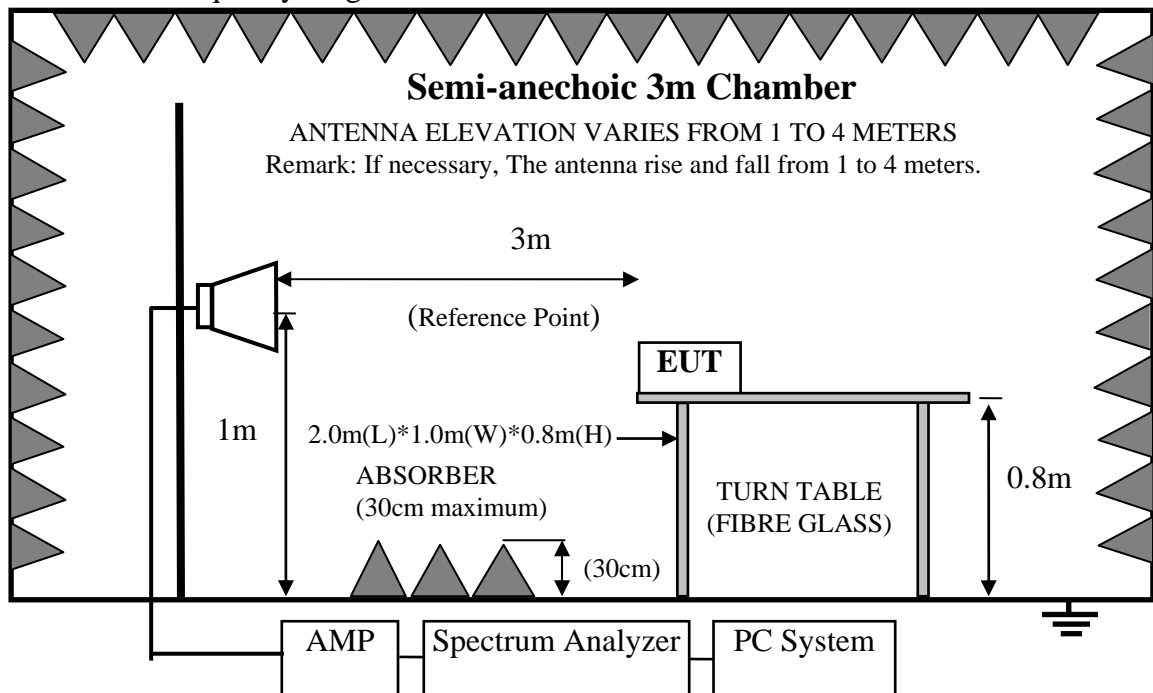 Semi-anechoic 3m Chamber
ANTENNA ELEVATION VARIES FROM 1 TO 4 METERS
Remark: If necessary, The antenna rise and fall from 1 to 4 meters.
3m
(Reference Point)
EUT
1m
2.0m(L)*1.0m(W)*0.8m(H)
ABSORBER
(30cm maximum)
TURN TABLE
(FIBRE GLASS)
0.8m
(30cm)
AMP
Spectrum Analyzer
PC System